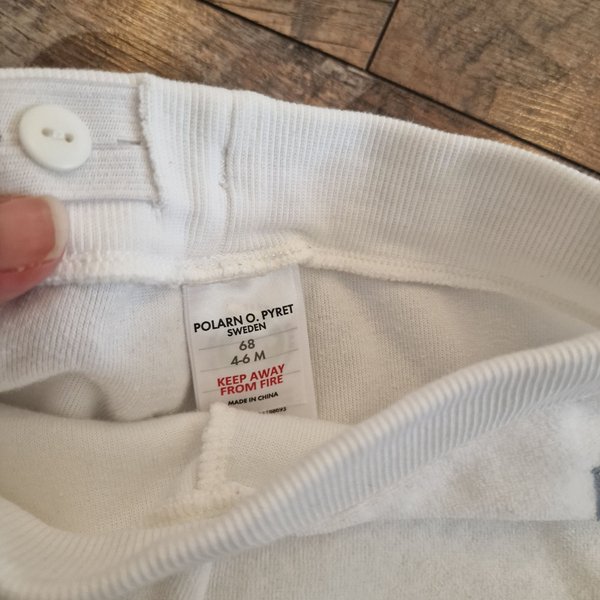 POLARN O. PYRET
SWEDEN
68
4-6 M
KEEP AWAY
FROM FIRE
MADE IN CHINA